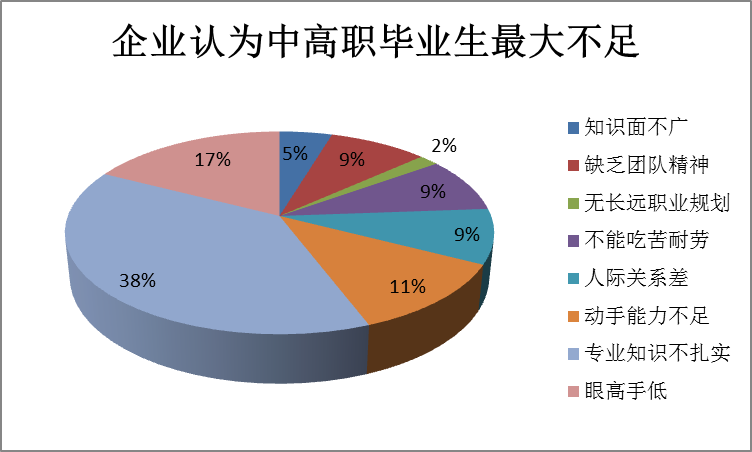 企业认为中高职毕业生最大不足
5%
9%
2%
9%
9%
11%
38%
17%
知识面不广
缺乏团队精神
无长远职业规划
不能吃苦耐劳
人际关系差
动手能力不足
专业知识不扎实
眼高手低